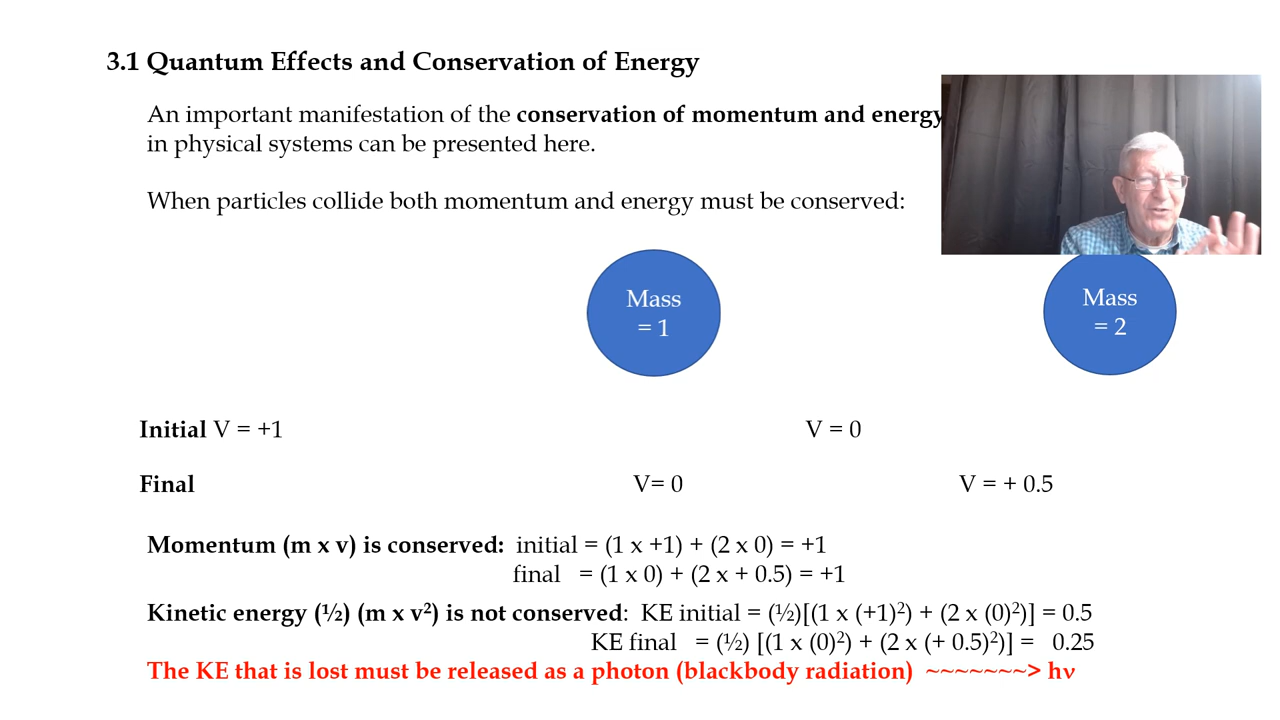 3.1 Quantum Effects and Conservation of Energy
An important manifestation of the conservation of momentum and energy
in physical systems can be presented here.
When particles collide both momentum and energy must be conserved:
Mass
= 1
Mass
= 2
Initial V = +1 V = 0
Final V= 0 V = + 0.5
Momentum (m x v) is conserved: initial = (1 x +1) + (2 x 0) = +1
final = (1 x 0) + (2 x + 0.5) = +1
Kinetic energy (½) (m x v²) is not conserved: KE initial = (½)[(1 x (+1)²) + (2 x (0)²)] = 0.5
KE final = (½) [(1 x (0)²) + (2 x (+ 0.5)²)] = 0.25
The KE that is lost must be released as a photon (blackbody radiation) ~~~~~~~> hν